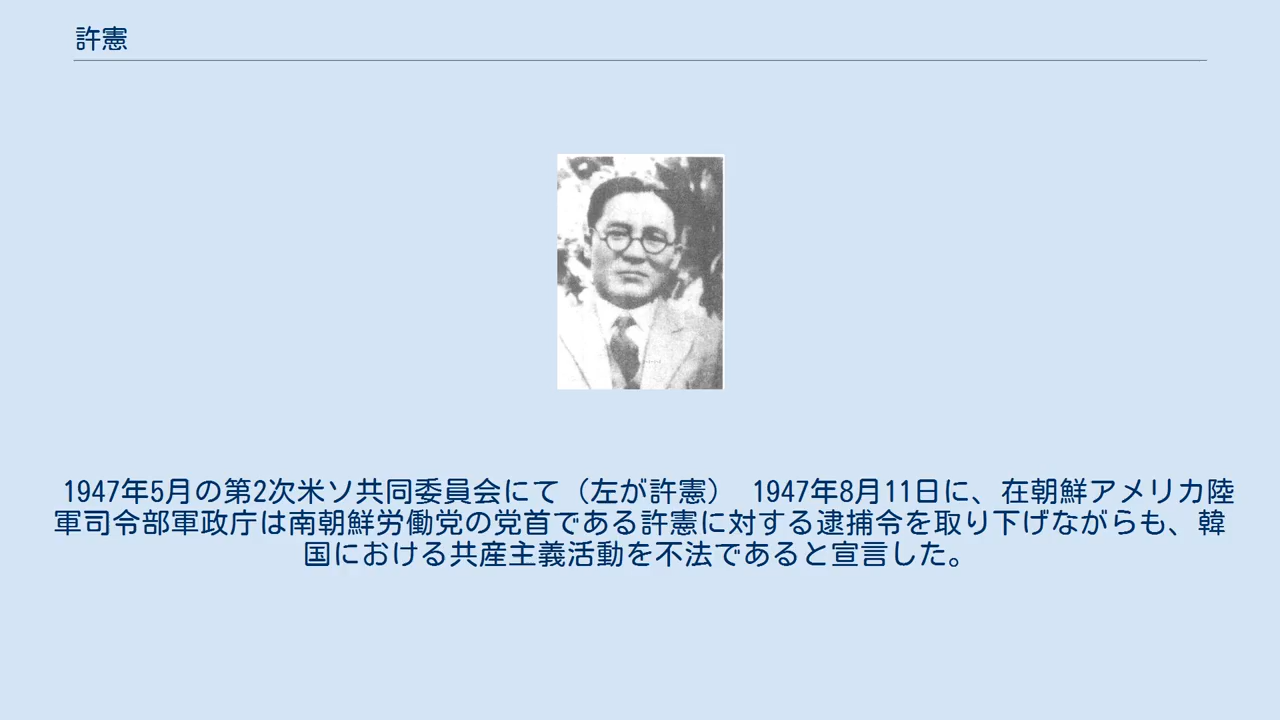 許憲
1947年5月の第2次米ソ共同委員会にて（左が許憲） 1947年8月11日に、在朝鮮アメリカ陸
軍司令部軍政庁は南朝鮮労働党の党首である許憲に対する逮捕令を取り下げながらも、韓
国における共産主義活動を不法であると宣言した。